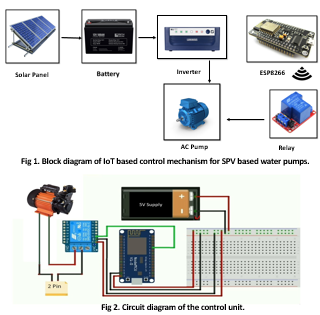 Solar Panel
Battery
Inverter
ESP8266
AC Pump
Relay
Fig 1. Block diagram of IoT based control mechanism for SPV based water pumps.
5V Supply
2 Pin
Fig 2. Circuit diagram of the control unit.